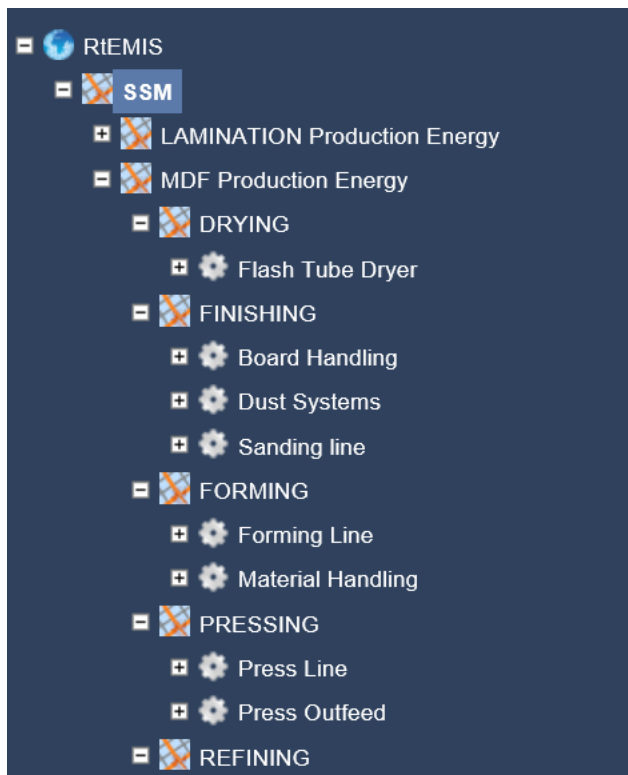 RtEMIS
SSM
LAMINATION Production Energy
MDF Production Energy
DRYING
Flash Tube Dryer
FINISHING
Board Handling
Dust Systems
Sanding line
FORMING
Forming Line
Material Handling
PRESSING
Press Line
Press Outfeed
REFINING